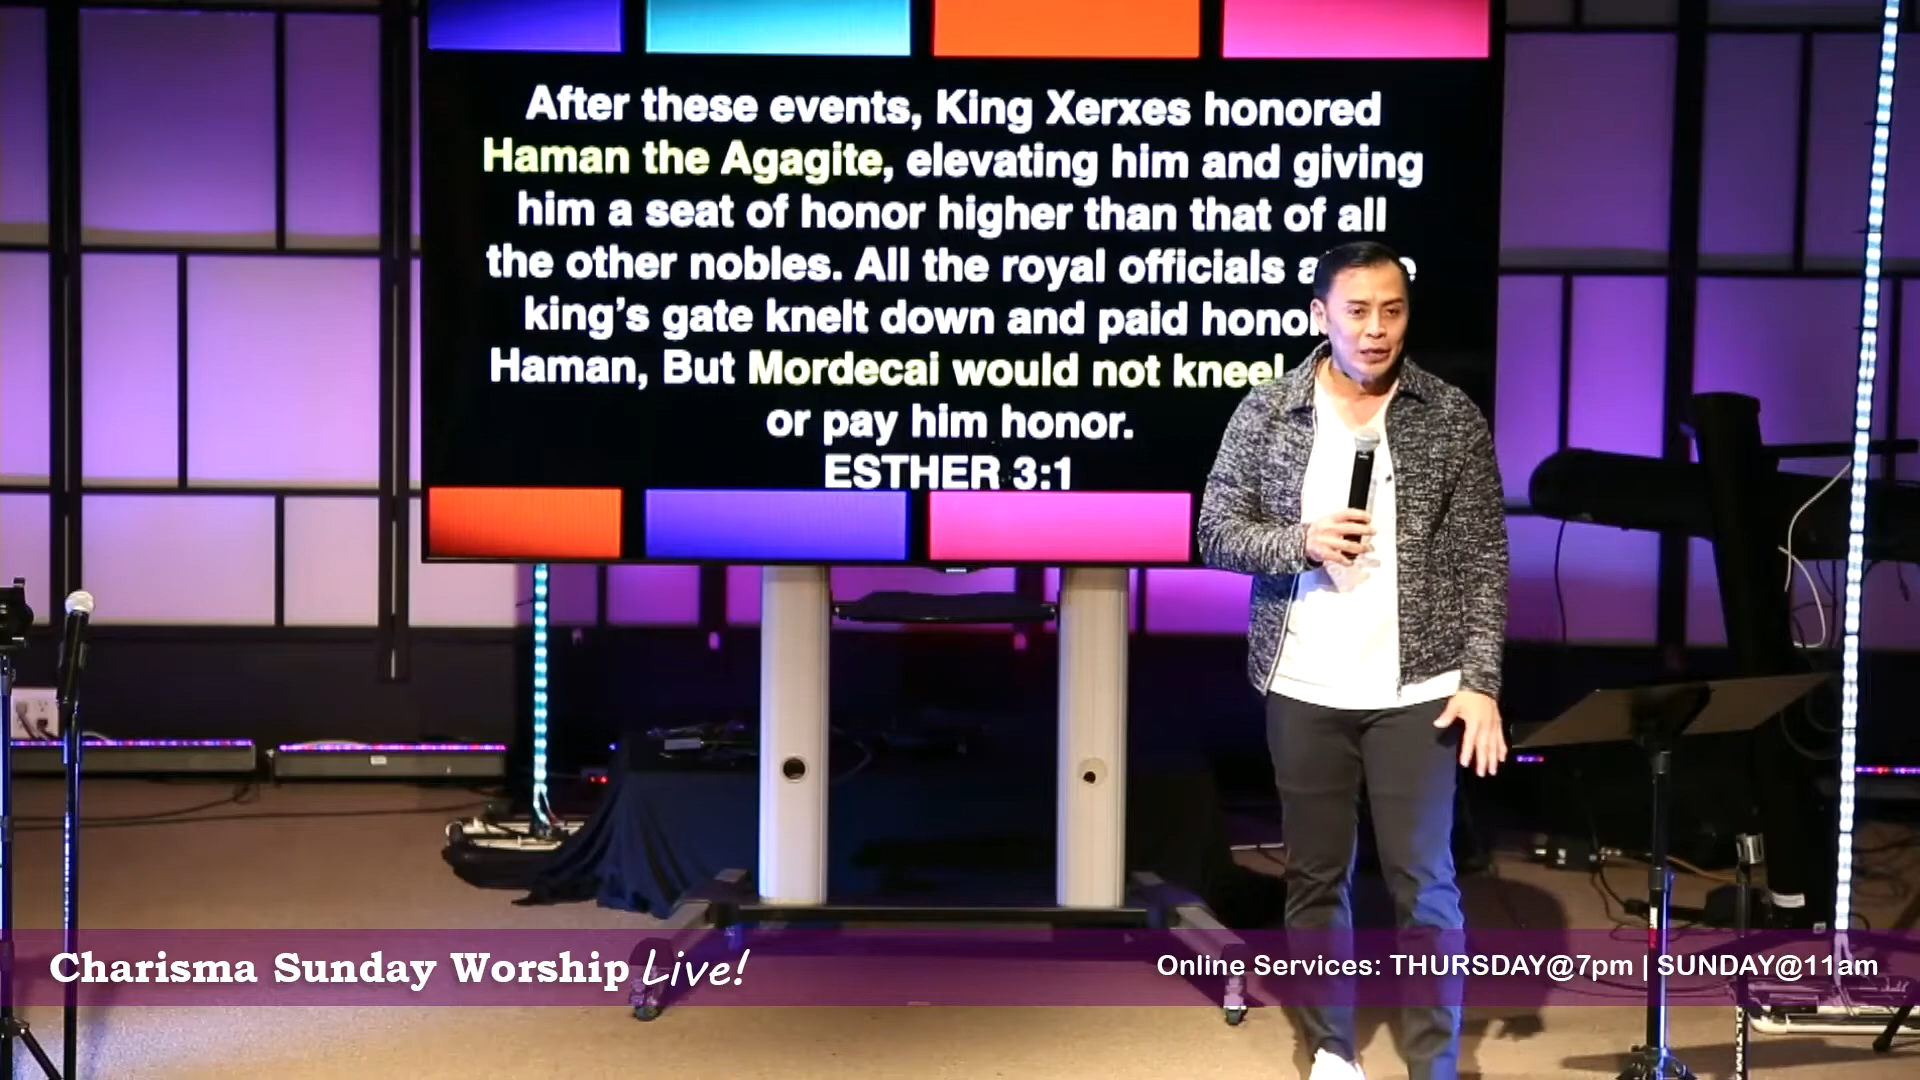 After these events, King Xerxes honored
Haman the Agagite, elevating him and giving
him a seat of honor higher than that of all
the other nobles. All the royal officials
king's gate knelt down and paid
Haman, But Mordecai would not kneel
or pay him honor.
ESTHER 3:1
Charisma Sunday Worship Live!
Online Services: THURSDAY@7pm | SUNDAY@11am